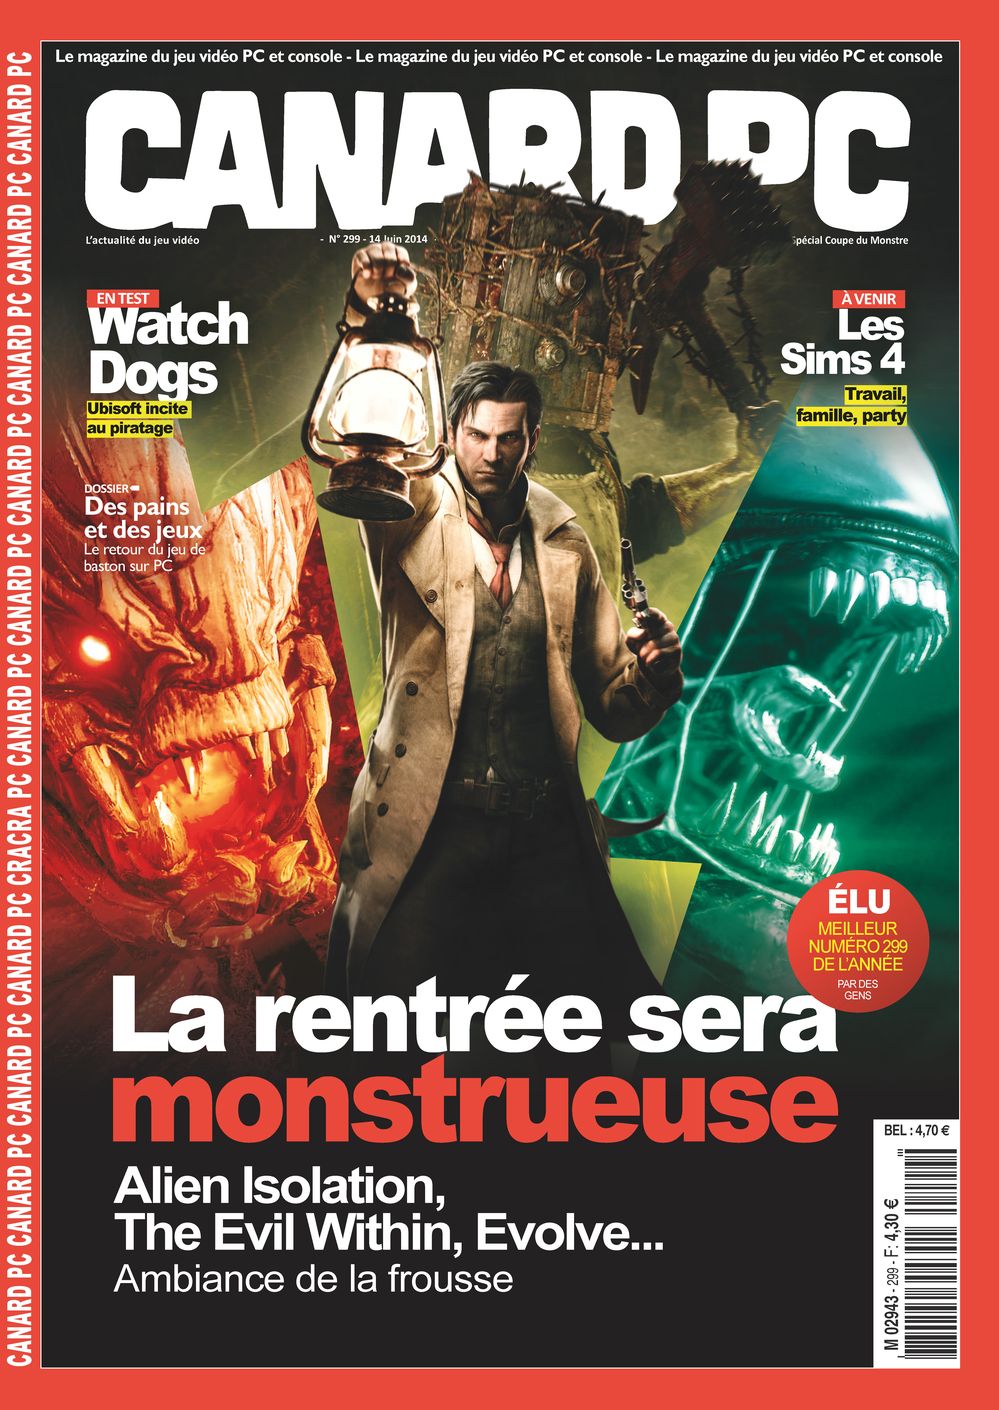 Le magazine du jeu vidéo PC et console - Le magazine du jeu vidéo PC et console - Le magazine du jeu vidéo PC et console
CANARD PC
L'actualité du jeu vidéo
- N° 299 - 14 Juin 2014 -
Spécial Coupe du Monstre
EN TEST
Watch
Dogs
Ubisoft incite
au piratage
À VENIR
Les
Sims 4
Travail,
famille, party
DOSSIER
Des pains
et des jeux
Le retour du jeu de
baston sur PC
ÉLU
MEILLEUR
NUMÉRO 299
DE L'ANNÉE
PAR DES
GENS
La rentrée sera
monstrueuse
Alien Isolation,
The Evil Within, Evolve...
Ambiance de la frousse
BEL : 4,70 €
M 02943 - 299 - F : 4,30 €
CANARD PC CANARD PC CANARD PC CANARD PC CRACRA PC CANARD PC CANARD PC CANARD PC CANARD PC CANARD PC CANARD PC